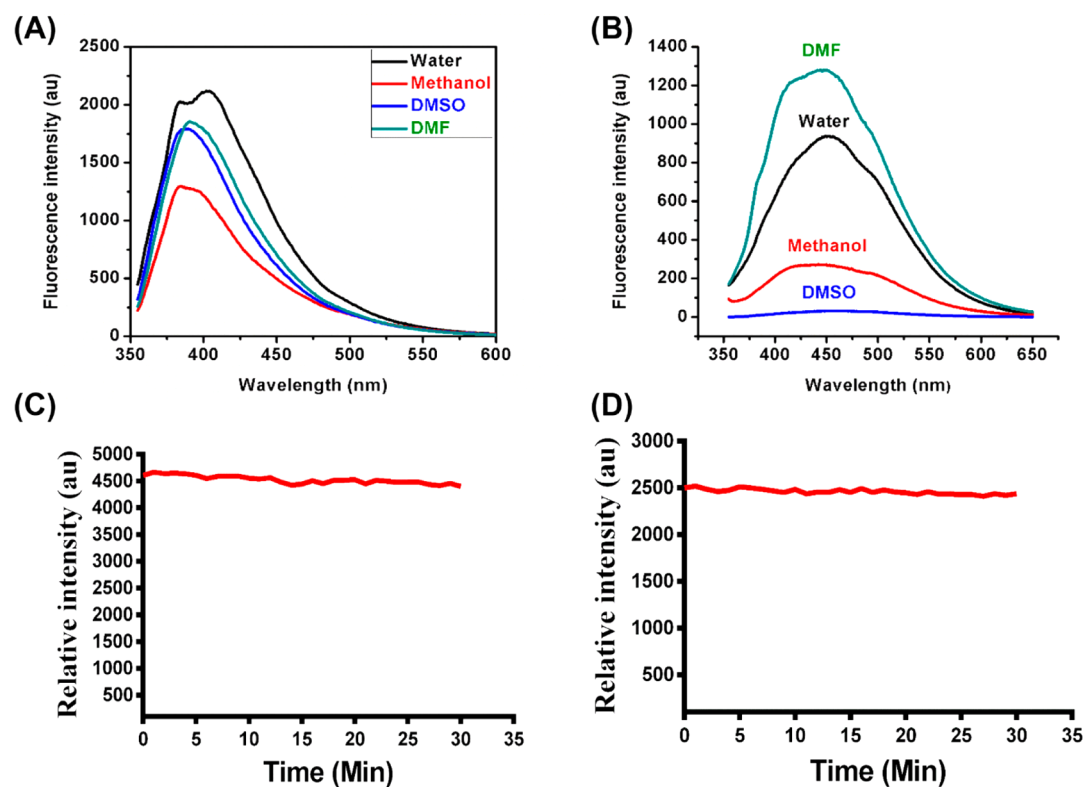 (A)
Fluorescence intensity (au)
2500
2000
1500
1000
500
0
350 400 450 500 550 600
Wavelength (nm)
Water
Methanol
DMSO
DMF
(B)
Fluorescence intensity (au)
1400
1200
1000
800
600
400
200
0
350 400 450 500 550 600 650
Wavelength (nm)
DMF
Water
Methanol
DMSO
(C)
Relative intensity (au)
5000
4500
4000
3500
3000
2500
2000
1500
1000
500
0 5 10 15 20 25 30 35
Time (Min)
(D)
Relative intensity (au)
3000
2500
2000
1500
1000
500
0 5 10 15 20 25 30 35
Time (Min)